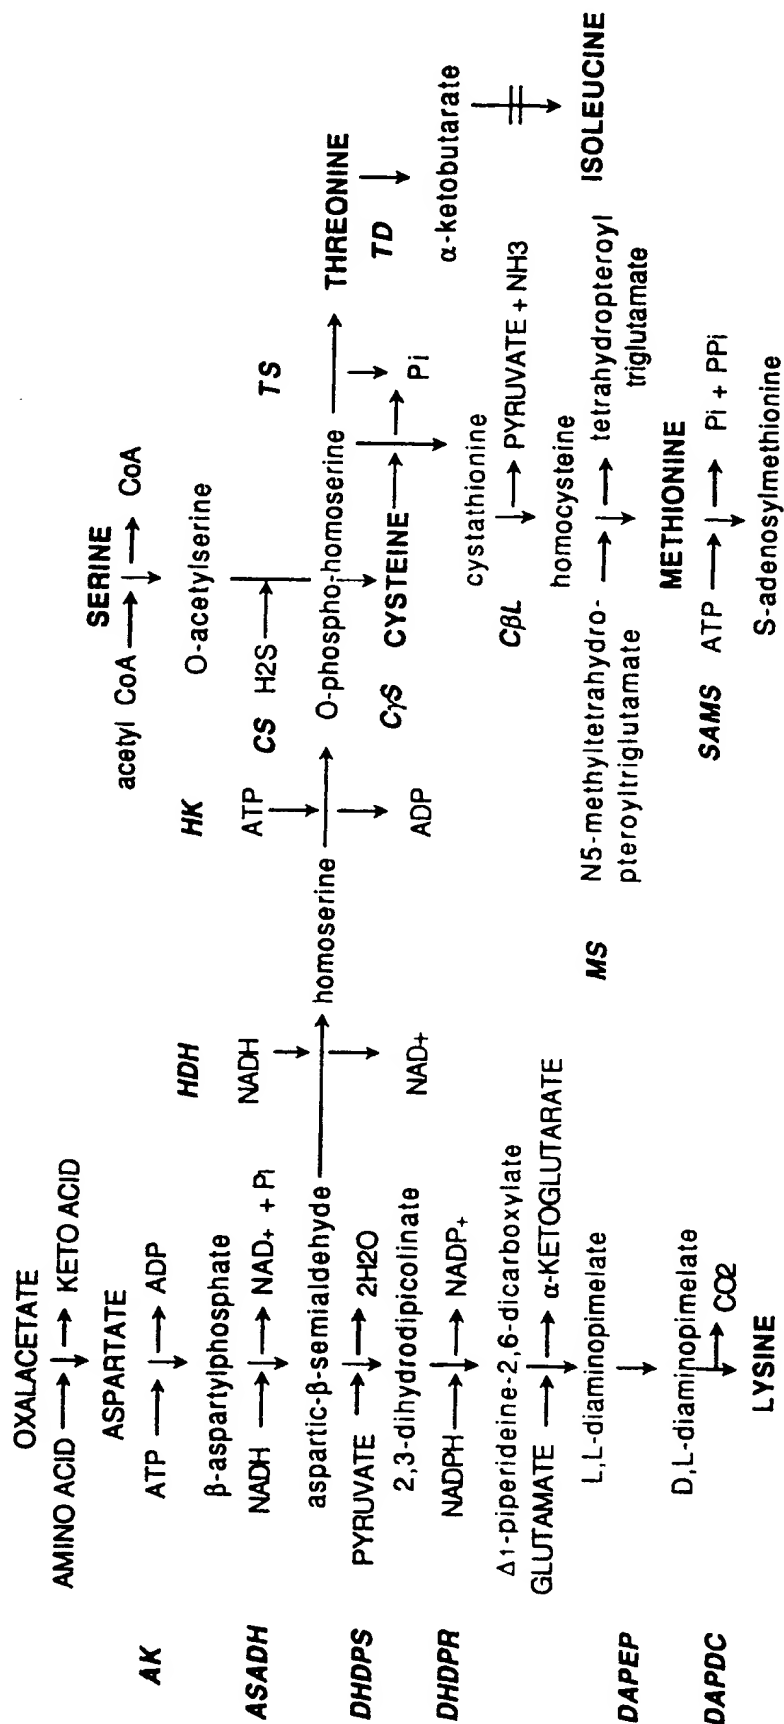 OXALACETATE
AMINO ACID KETO ACID
ASPARTATE
AK ATP ADP
β-aspartylphosphate
ASADH NADH NAD+ + Pi
aspartic-β-semialdehyde
DHDPS PYRUVATE 2H2O
2,3-dihydrodipicolinate
DHDPR NADPH NADP+
Δ1-piperideine-2,6-dicarboxylate
GLUTAMATE α-KETOGLUTARATE
L,L-diaminopimelate
DAPEP
D,L-diaminopimelate
DAPDC CO2
LYSINE
HDH
NADH
homoserine
NAD+
HK
ATP
ADP
SERINE
acetyl CoA CoA
O-acetylserine
CS H2S
O-phospho-homoserine
CγS CYSTEINE
TS
Pi
THREONINE
TD
α-ketobutarate
ISOLEUCINE
cystathionine
CβL PYRUVATE + NH3
homocysteine
MS N5-methyltetrahydro-
pteroyltriglutamate
tetrahydropteroyl
triglutamate
METHIONINE
SAMS ATP Pi + PPi
S-adenosylmethionine